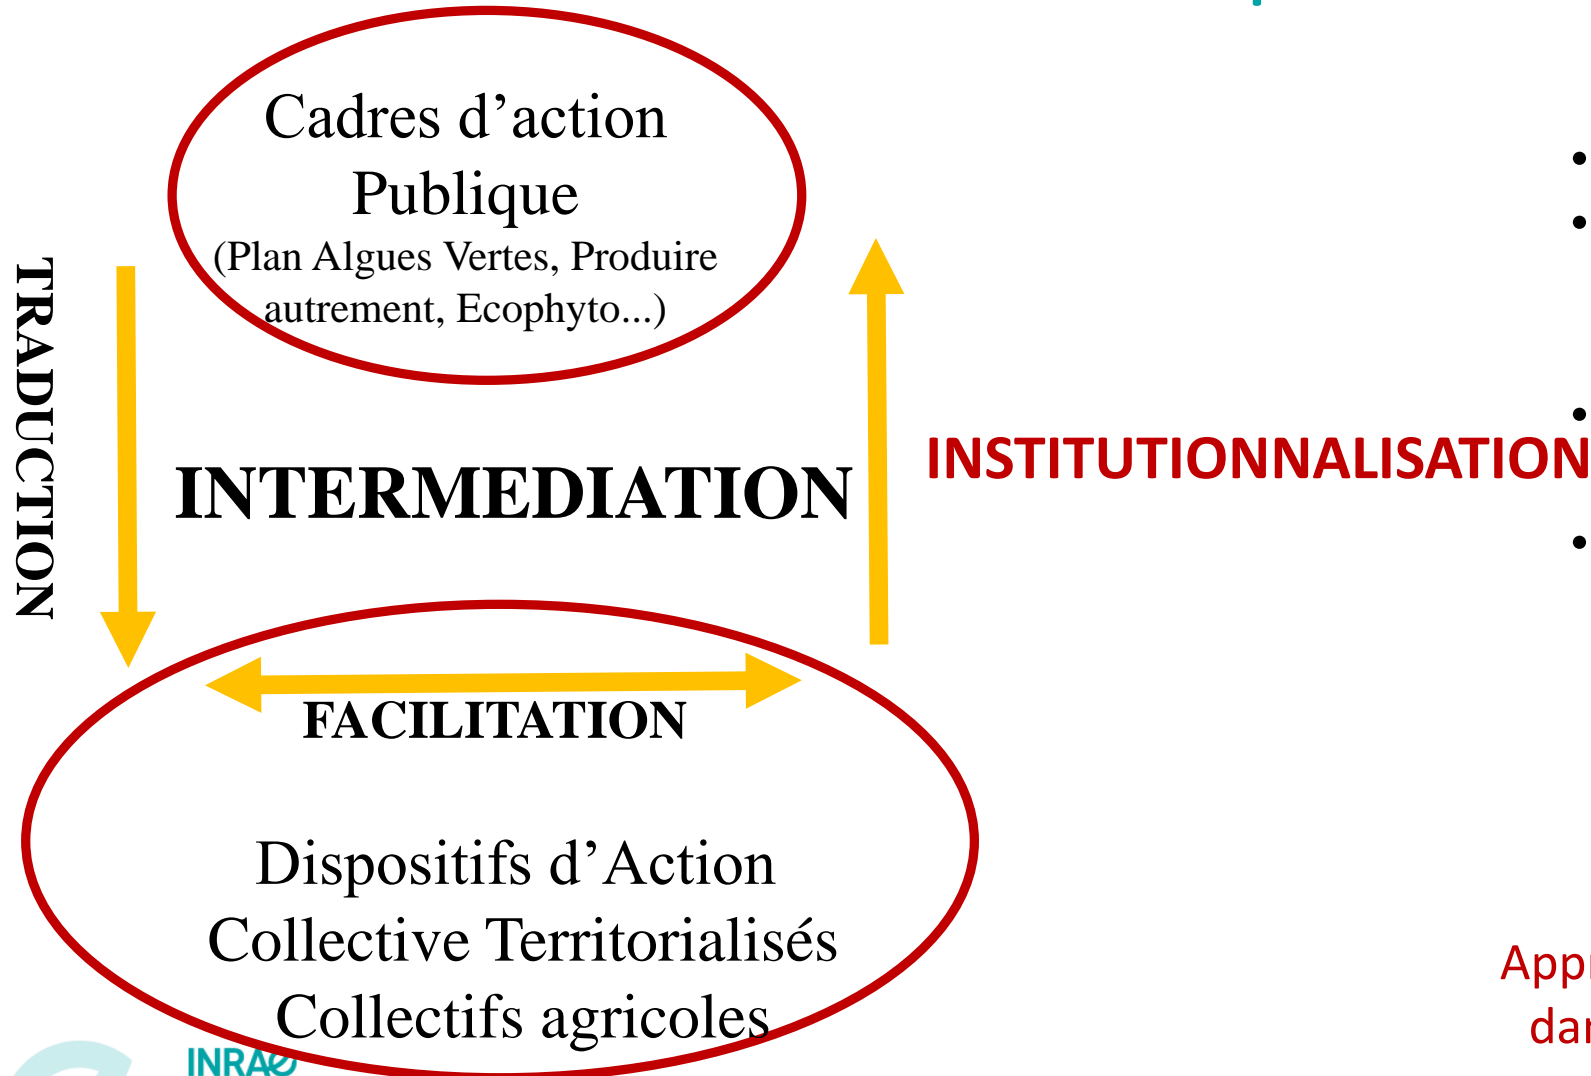 Cadres d’action
Publique
(Plan Algues Vertes, Produire
autrement, Ecophyto...)
TRADUCTION
INTERMEDIATION
INSTITUTIONNALISATION
FACILITATION
Dispositifs d’Action
Collective Territorialisés
Collectifs agricoles
INRAE